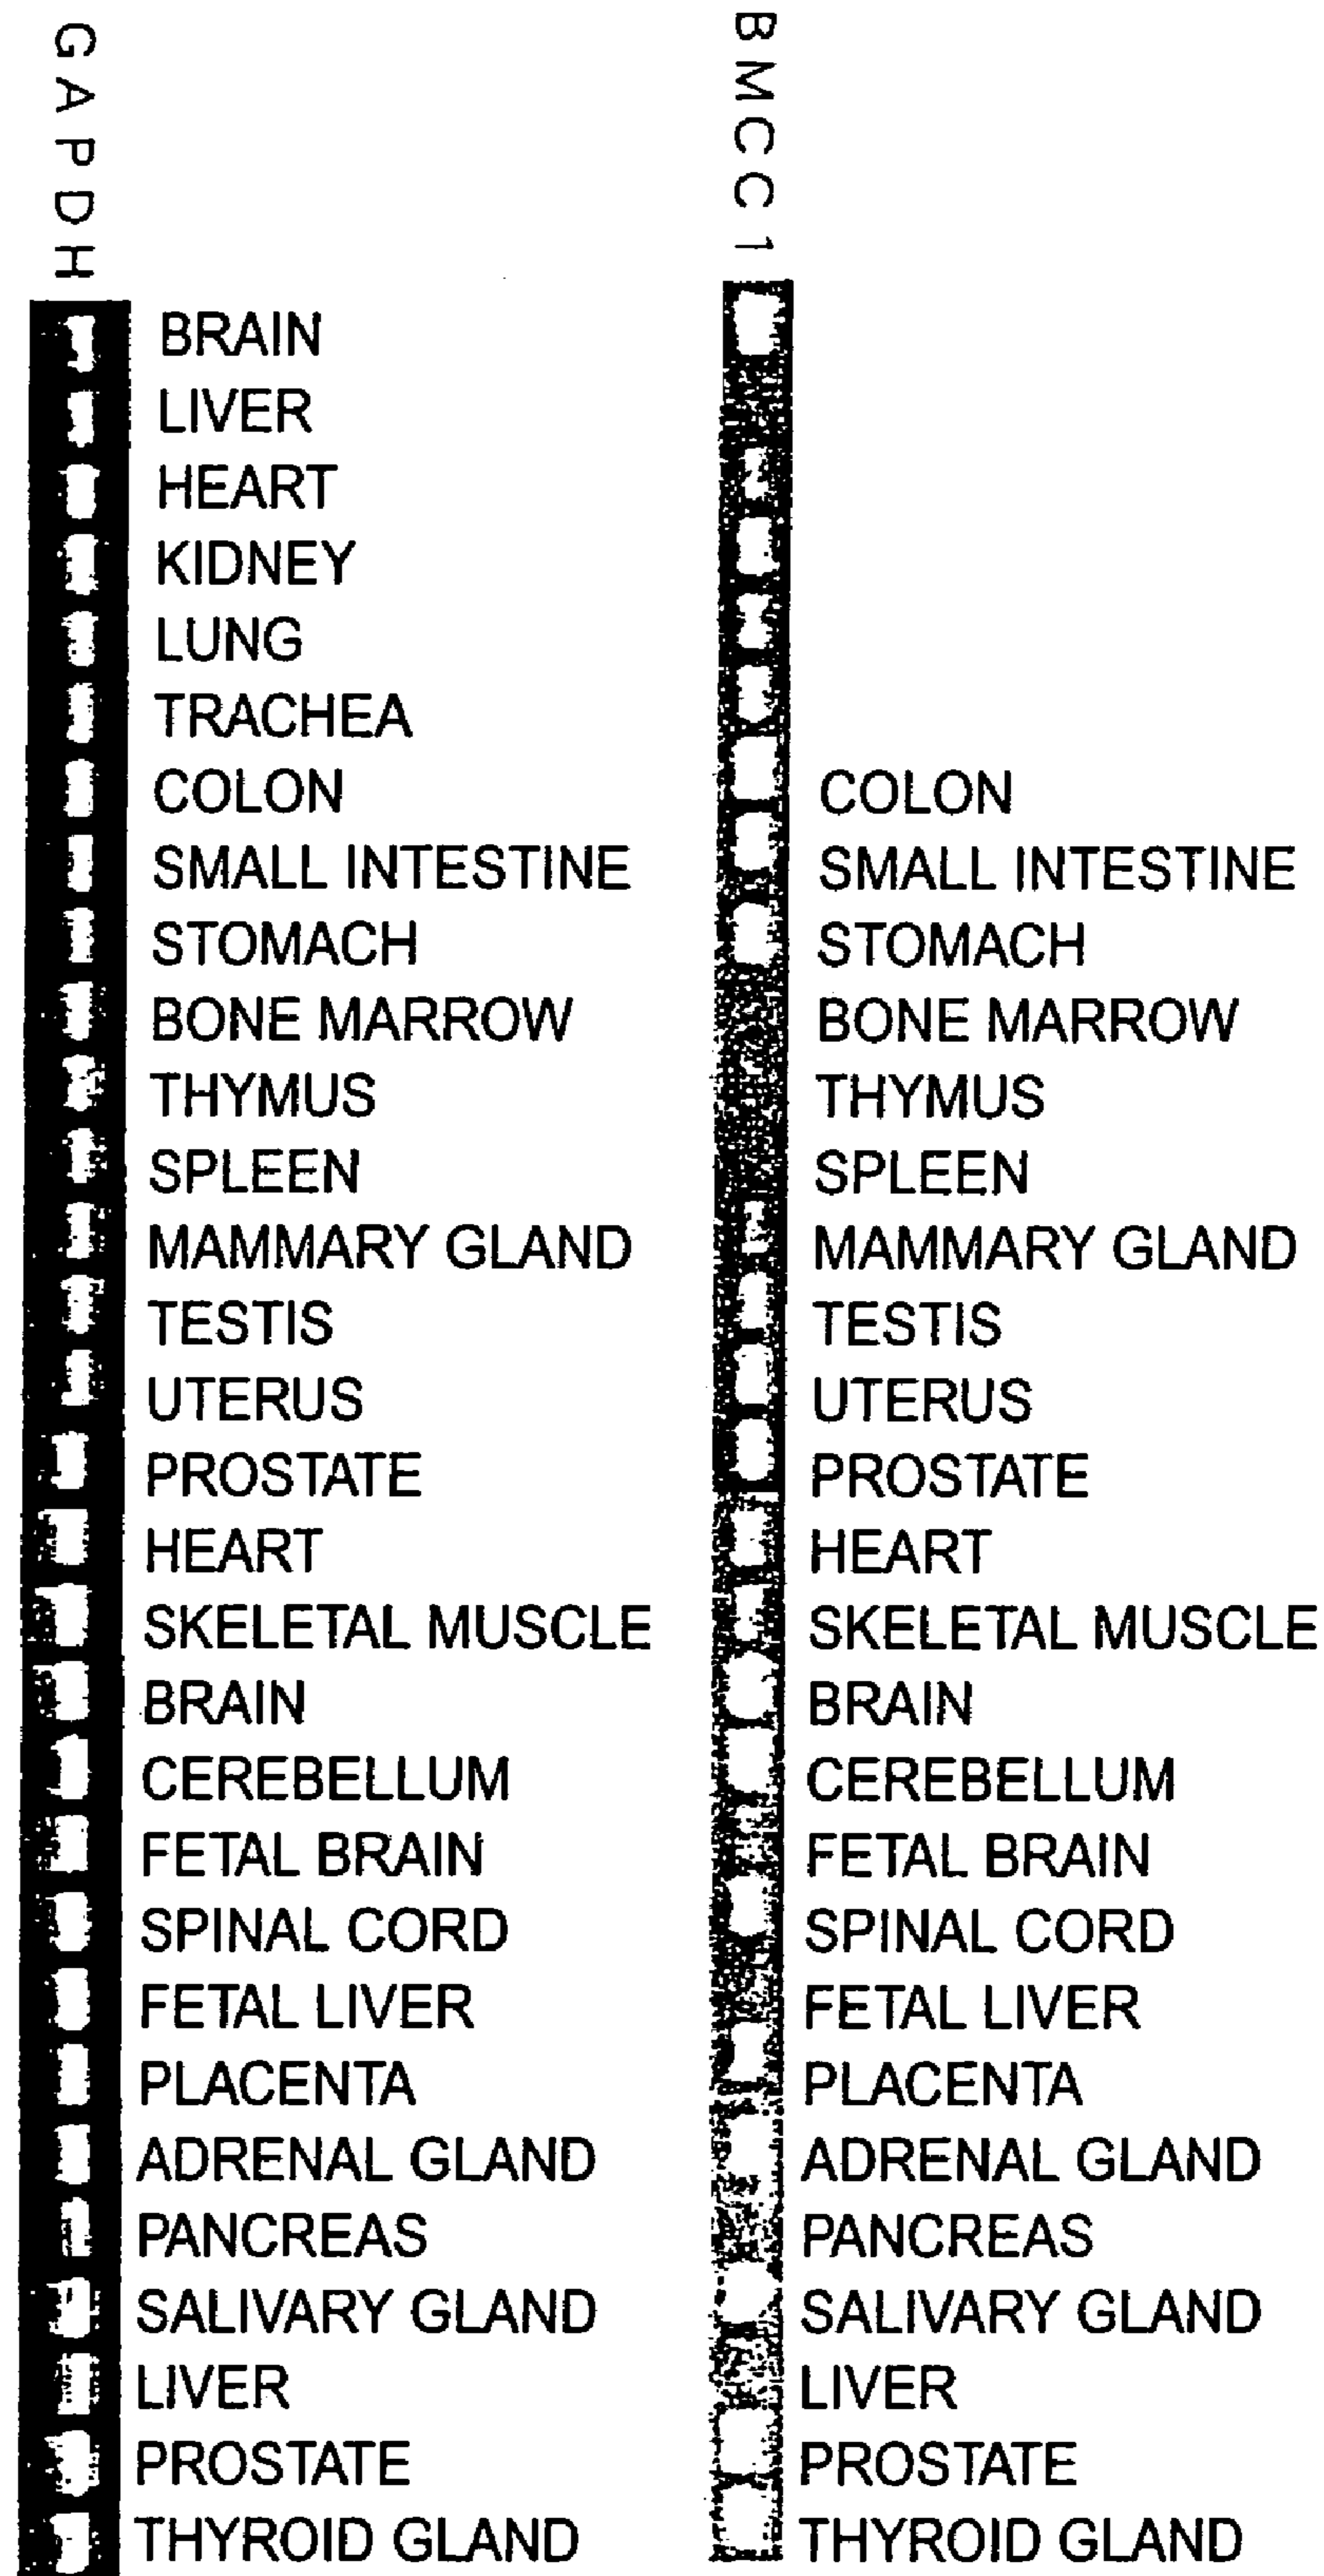 GAPDH
BRAIN
LIVER
HEART
KIDNEY
LUNG
TRACHEA
COLON
SMALL INTESTINE
STOMACH
BONE MARROW
THYMUS
SPLEEN
MAMMARY GLAND
TESTIS
UTERUS
PROSTATE
HEART
SKELETAL MUSCLE
BRAIN
CEREBELLUM
FETAL BRAIN
SPINAL CORD
FETAL LIVER
PLACENTA
ADRENAL GLAND
PANCREAS
SALIVARY GLAND
LIVER
PROSTATE
THYROID GLAND
BMCC1
COLON
SMALL INTESTINE
STOMACH
BONE MARROW
THYMUS
SPLEEN
MAMMARY GLAND
TESTIS
UTERUS
PROSTATE
HEART
SKELETAL MUSCLE
BRAIN
CEREBELLUM
FETAL BRAIN
SPINAL CORD
FETAL LIVER
PLACENTA
ADRENAL GLAND
PANCREAS
SALIVARY GLAND
LIVER
PROSTATE
THYROID GLAND